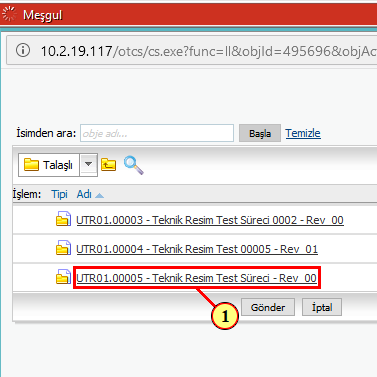 Meşgul
10.2.19.117/otcs/cs.exe?func=ll&objId=495696&objAc
İsimden ara: obje adı... Başla Temizle
Talaşlı
İşlem: Tipi Adı
UTR01.00003 - Teknik Resim Test Süreci 0002 - Rev_00
UTR01.00004 - Teknik Resim Test 00005 - Rev_01
UTR01.00005 - Teknik Resim Test Süreci - Rev_00
1 Gönder İptal